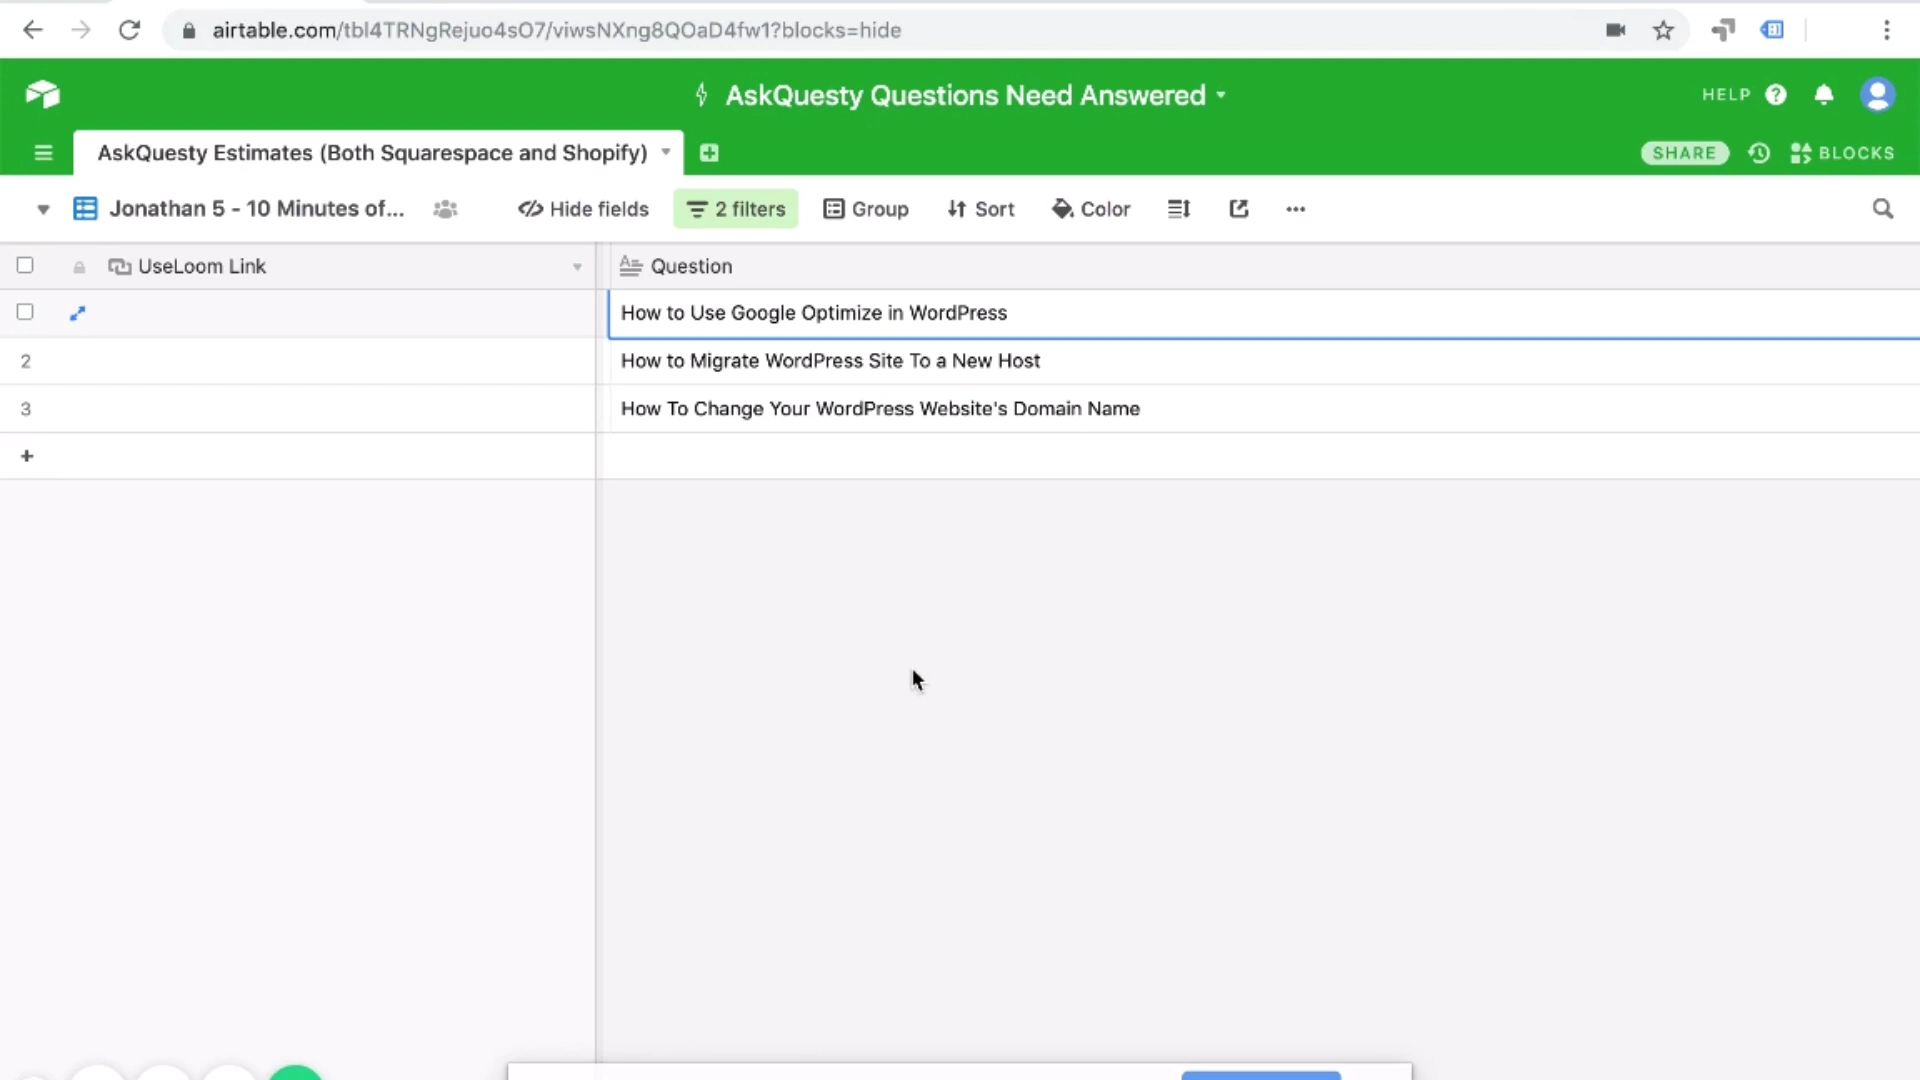 airtable.com/tbl4TRNgRejuo4sO7/viwsNXng8QOaD4fw1?blocks=hide
AskQuesty Questions Need Answered
HELP
AskQuesty Estimates (Both Squarespace and Shopify)
SHARE
BLOCKS
Jonathan 5 - 10 Minutes of...
Hide fields
2 filters
Group
Sort
Color
UseLoom Link
Question
How to Use Google Optimize in WordPress
2
How to Migrate WordPress Site To a New Host
3
How To Change Your WordPress Website's Domain Name